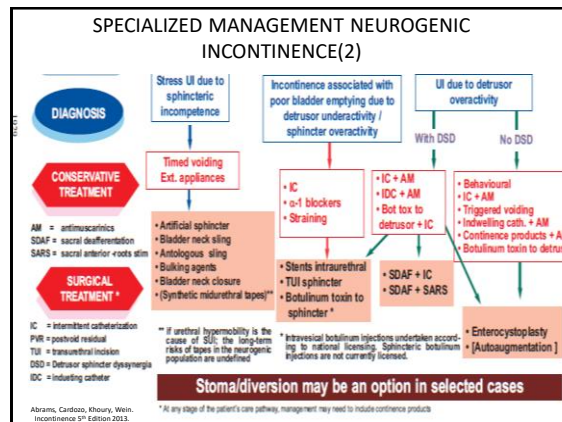 SPECIALIZED MANAGEMENT NEUROGENIC
INCONTINENCE(2)
DIAGNOSIS
Stress UI due to
sphincteric
incompetence
Incontinence associated with
poor bladder emptying due to
detrusor underactivity /
sphincter overactivity
UI due to detrusor
overactivity
With DSD
No DSD
CONSERVATIVE
TREATMENT
Timed voiding
Ext. appliances
• IC
• α-1 blockers
• Straining
• IC + AM
• IDC + AM
• Bot tox to
detrusor + IC
• Behavioural
• IC + AM
• Triggered voiding
• Indwelling cath. + AM
• Continence products + A
• Botulinum toxin to detrus
AM = antimuscarinics
SDAF = sacral deafferentation
SARS = sacral anterior -roots stim
SURGICAL
TREATMENT *
• Artificial sphincter
• Bladder neck sling
• Antologous sling
• Bulking agents
• Bladder neck closure
• (Synthetic midurethral tapes)**
• Stents intraurethral
• TUI sphincter
• Botulinum toxin to
sphincter *
• SDAF + IC
• SDAF + SARS
• Enterocystoplasty
• [Autoaugmentation ]
IC = intermittent catheterization
PVR = postvoid residual
TUI = transurethral incision
DSD= Detrusor sphincter dyssynergia
IDC = indueting catheter
** If urethral hypermobility is the
cause of SUI; the long-term
risks of tapes in the neurogenic
population are undefined
* Intravesical botulinum injections undertaken accord-
ing to national licensing. Sphincteric botulinum
injections are not currently licensed.
Stoma/diversion may be an option in selected cases
* At any stage of the patient's care pathway, management may need to include continence products
Abrams, Cardozo, Khoury, Wein.
Incontinence 5th Edition 2013.